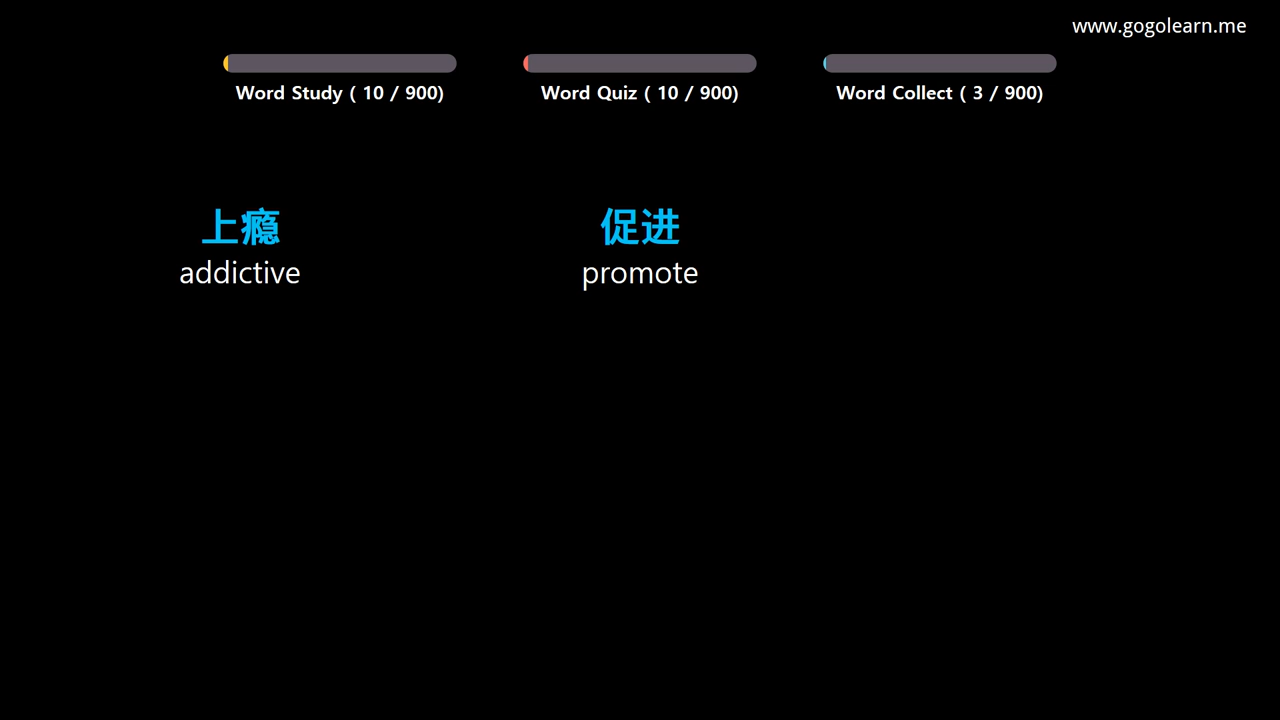 www.gogolearn.me
Word Study ( 10 / 900)
Word Quiz ( 10 / 900)
Word Collect ( 3 / 900)
上瘾
addictive
促进
promote